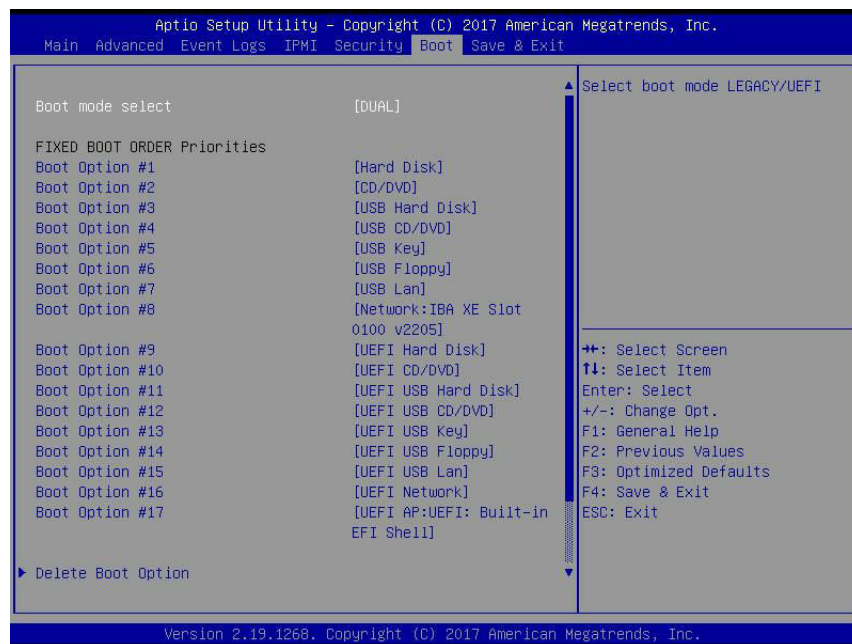 Aptio Setup Utility – Copyright (C) 2017 American Megatrends, Inc.
Main Advanced Event Logs IPMI Security Boot Save & Exit
Boot mode select [DUAL]
FIXED BOOT ORDER Priorities
Boot Option #1 [Hard Disk]
Boot Option #2 [CD/DVD]
Boot Option #3 [USB Hard Disk]
Boot Option #4 [USB CD/DVD]
Boot Option #5 [USB Key]
Boot Option #6 [USB Floppy]
Boot Option #7 [USB Lan]
Boot Option #8 [Network:IBA XE Slot
0100 v2205]
Boot Option #9 [UEFI Hard Disk]
Boot Option #10 [UEFI CD/DVD]
Boot Option #11 [UEFI USB Hard Disk]
Boot Option #12 [UEFI USB CD/DVD]
Boot Option #13 [UEFI USB Key]
Boot Option #14 [UEFI USB Floppy]
Boot Option #15 [UEFI USB Lan]
Boot Option #16 [UEFI Network]
Boot Option #17 [UEFI AP:UEFI: Built-in
EFI Shell]
Delete Boot Option
Select boot mode LEGACY/UEFI
→←: Select Screen
↑↓: Select Item
Enter: Select
+/-: Change Opt.
F1: General Help
F2: Previous Values
F3: Optimized Defaults
F4: Save & Exit
ESC: Exit
Version 2.19.1268. Copyright (C) 2017 American Megatrends, Inc.